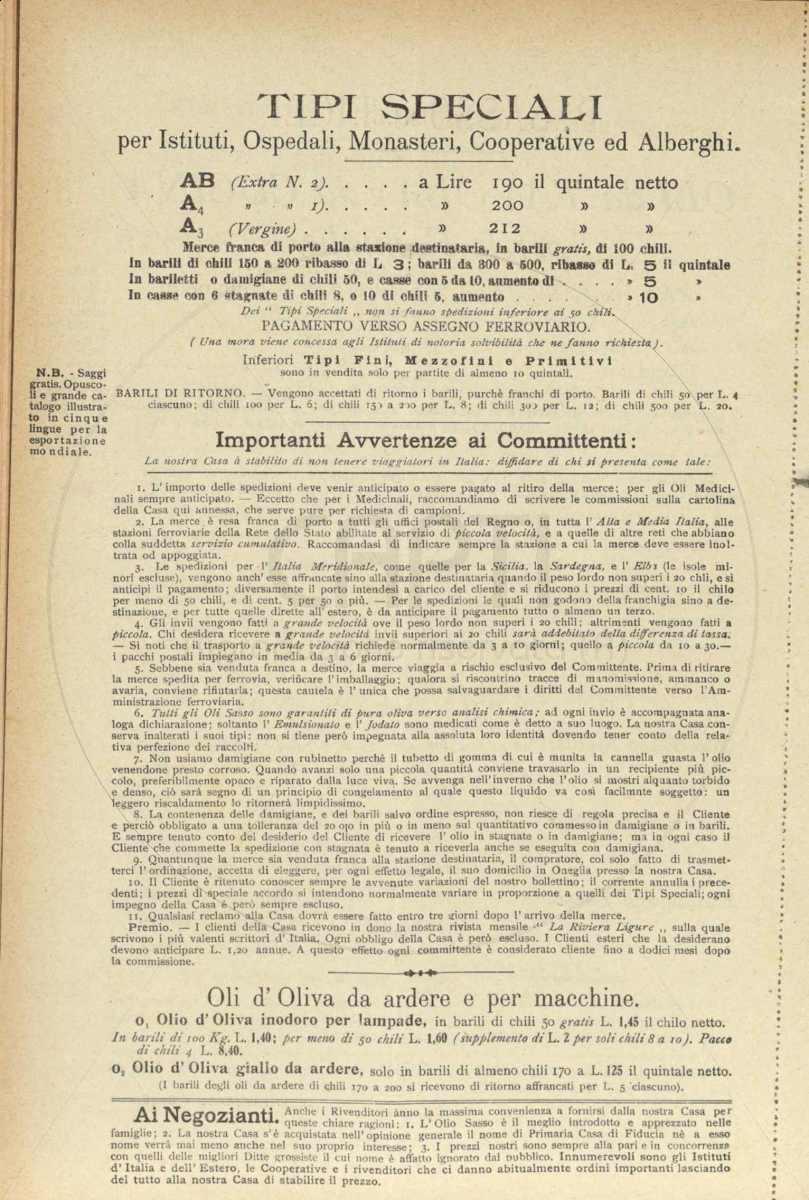 TIPI SPECIALI
per Istituti, Ospedali, Monasteri, Cooperative ed Alberghi.
AB (Extra N. 2). . . . . a Lire 190 il quintale netto
A4 „ „ 1). . . . . » 200 » »
A3 (Vergine) . . . . . . » 212 » »
Merce franca di porto alla stazione destinataria, in barili gratis, di 100 chili.
In barili di chili 150 a 200 ribasso di L 3; barili da 300 a 500, ribasso di L. 5 il quintale
In bariletti o damigiane di chili 50, e casse con 5 da 10, aumento di . . . . » 5 »
In casse con 6 stagnate di chili 8, o 10 di chili 5, aumento . . . . . » 10 »
Dei “ Tipi Speciali „ non si fanno spedizioni inferiore ai 50 chili.
PAGAMENTO VERSO ASSEGNO FERROVIARIO.
( Una mora viene concessa agli Istituti di notoria solvibilità che ne fanno richiesta).
Inferiori Tipi Fini, Mezzofini e Primitivi
sono in vendita solo per partite di almeno 10 quintali.
N.B. - Saggi
gratis. Opusco-
li e grande ca-
talogo illustra-
to in cinque
lingue per la
esportazione
mondiale.
BARILI DI RITORNO. — Vengono accettati di ritorno i barili, purchè franchi di porto. Barili di chili 50 per L. 4
ciascuno; di chili 100 per L. 6; di chili 150 a 200 per L. 8; di chili 300 per L. 12; di chili 500 per L. 20.
Importanti Avvertenze ai Committenti:
La nostra Casa à stabilito di non tenere viaggiatori in Italia: diffidare di chi si presenta come tale:
1. L' importo delle spedizioni deve venir anticipato o essere pagato al ritiro della merce; per gli Oli Medici-
nali sempre anticipato. — Eccetto che per i Medicinali, raccomandiamo di scrivere le commissioni sulla cartolina
della Casa qui annessa, che serve pure per richiesta di campioni.
2. La merce è resa franca di porto a tutti gli uffici postali del Regno o, in tutta l' Alta e Media Italia, alle
stazioni ferroviarie della Rete dello Stato abilitate al servizio di piccola velocità, e a quelle di altre reti che abbiano
colla suddetta servizio cumulativo. Raccomandasi di indicare sempre la stazione a cui la merce deve essere inol-
trata od appoggiata.
3. Le spedizioni per l' Italia Meridionale, come quelle per la Sicilia, la Sardegna, e l' Elba (le isole mi-
nori escluse), vengono anch' esse affrancate sino alla stazione destinataria quando il peso lordo non superi i 20 chli, e si
anticipi il pagamento; diversamente il porto intendesi a carico del cliente e si riducono i prezzi di cent. 10 il chilo
per meno di 50 chili, e di cent. 5 per 50 o più. — Per le spedizioni le quali non godono della franchigia sino a de-
stinazione, e per tutte quelle dirette all' estero, è da anticipare il pagamento tutto o almeno un terzo.
4. Gli invii vengono fatti a grande velocità ove il peso lordo non superi i 20 chili; altrimenti vengono fatti a
piccola. Chi desidera ricevere a grande velocità invii superiori ai 20 chili sarà addebitato della differenza di tassa.
— Si noti che il trasporto a grande velocità richiede normalmente da 3 a 10 giorni; quello a piccola da 10 a 30.—
i pacchi postali impiegano in media da 3 a 6 giorni.
5. Sebbene sia venduta franca a destino, la merce viaggia a rischio esclusivo del Committente. Prima di ritirare
la merce spedita per ferrovia, verificare l'imballaggio; qualora si riscontrino tracce di manomissione, ammanco o
avaria, conviene rifiutarla; questa cautela è l' unica che possa salvaguardare i diritti del Committente verso l'Am-
ministrazione ferroviaria.
6. Tutti gli Oli Sasso sono garantiti di pura oliva verso analisi chimica; ad ogni invio è accompagnata ana-
loga dichiarazione; soltanto l' Emulsionato e l' Jodato sono medicati come è detto a suo luogo. La nostra Casa con-
serva inalterati i suoi tipi: non si tiene però impegnata alla assoluta loro identità dovendo tener conto della rela-
tiva perfezione dei raccolti.
7. Non usiamo damigiane con rubinetto perchè il tubetto di gomma di cui è munita la cannella guasta l' olio
venendone presto corroso. Quando avanzi solo una piccola quantità conviene travasarlo in un recipiente più pic-
colo, preferibilmente opaco e riparato dalla luce viva. Se avvenga nell'inverno che l'olio si mostri alquanto torbido
e denso, ciò sarà segno di un principio di congelamento al quale questo liquido va così facilmnte soggetto: un
leggero riscaldamento lo ritornerà limpidissimo.
8. La contenenza delle damigiane, e dei barili salvo ordine espresso, non riesce di regola precisa e il Cliente
e perciò obbligato a una tolleranza del 20 0|0 in più o in meno sul quantitativo commesso in damigiane o in barili.
E sempre tenuto conto del desiderio del Cliente di ricevere l' olio in stagnate o in damigiane; ma in ogni caso il
Cliente che commette la spedizione con stagnata è tenuto a riceverla anche se eseguita con damigiana.
9. Quantunque la merce sia venduta franca alla stazione destinataria, il compratore, col solo fatto di trasmet-
terci l'ordinazione, accetta di eleggere, per ogni effetto legale, il suo domicilio in Oneglia presso la nostra Casa.
10. Il Cliente è ritenuto conoscer sempre le avvenute variazioni del nostro bollettino; il corrente annulla i prece-
denti; i prezzi di speciale accordo si intendono normalmente variare in proporzione a quelli dei Tipi Speciali; ogni
impegno della Casa è però sempre escluso.
11. Qualsiasi reclamo alla Casa dovrà essere fatto entro tre giorni dopo l' arrivo della merce.
Premio. — I clienti della Casa ricevono in dono la nostra rivista mensile “ La Riviera Ligure „ sulla quale
scrivono i più valenti scrittori d' Italia. Ogni obbligo della Casa è però escluso. I Clienti esteri che la desiderano
devono anticipare L. 1,20 annue. A questo effetto ogni committente è considerato cliente fino a dodici mesi dopo
la commissione.
Oli d' Oliva da ardere e per macchine.
O1 Olio d' Oliva inodoro per lampade, in barili di chili 50 gratis L. 1,45 il chilo netto.
In barili di 100 Kg. L. 1,40; per meno di 50 chili L. 1,60 (supplemento di L. 2 per soli chili 8 a 10). Pacco
di chili 4 L. 8,40.
O2 Olio d' Oliva giallo da ardere, solo in barili di almeno chili 170 a L. 125 il quintale netto.
(I barili degli oli da ardere di chili 170 a 200 si ricevono di ritorno affrancati per L. 5 ciascuno).
Ai Negozianti. Anche i Rivenditori ànno la massima convenienza a fornirsi dalla nostra Casa per
queste chiare ragioni: 1. L'Olio Sasso è il meglio introdotto e apprezzato nelle
famiglie; 2. La nostra Casa s'è acquistata nell'opinione generale il nome di Primaria Casa di Fiducia nè a esso
nome verrà mai meno anche nel suo proprio interesse; 3. I prezzi nostri sono sempre alla pari e in concorrenza
con quelli delle migliori Ditte grossiste il cui nome è affatto ignorato dal pubblico. Innumerevoli sono gli Istituti
d' Italia e dell' Estero, le Cooperative e i rivenditori che ci danno abitualmente ordini importanti lasciando
del tutto alla nostra Casa di stabilire il prezzo.